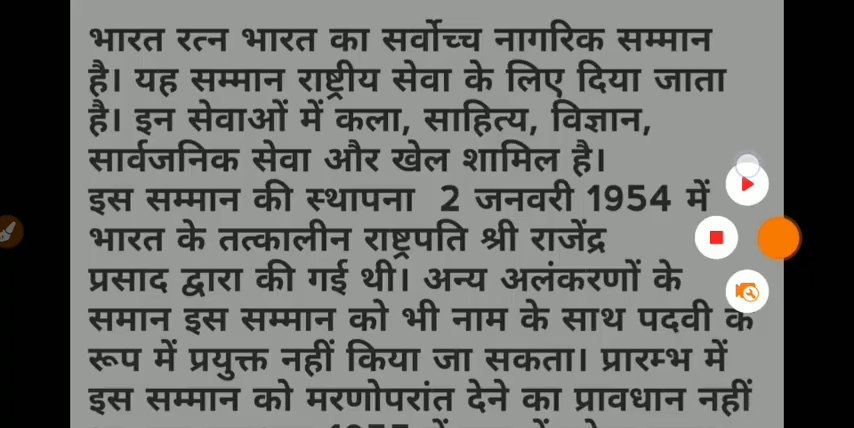 भारत रत्न भारत का सर्वोच्च नागरिक सम्मान
है। यह सम्मान राष्ट्रीय सेवा के लिए दिया जाता
है। इन सेवाओं में कला, साहित्य, विज्ञान,
सार्वजनिक सेवा और खेल शामिल है।
इस सम्मान की स्थापना 2 जनवरी 1954 में
भारत के तत्कालीन राष्ट्रपति श्री राजेंद्र
प्रसाद द्वारा की गई थी। अन्य अलंकरणों के
समान इस सम्मान को भी नाम के साथ पदवी के
रूप में प्रयुक्त नहीं किया जा सकता। प्रारम्भ में
इस सम्मान को मरणोपरांत देने का प्रावधान नहीं